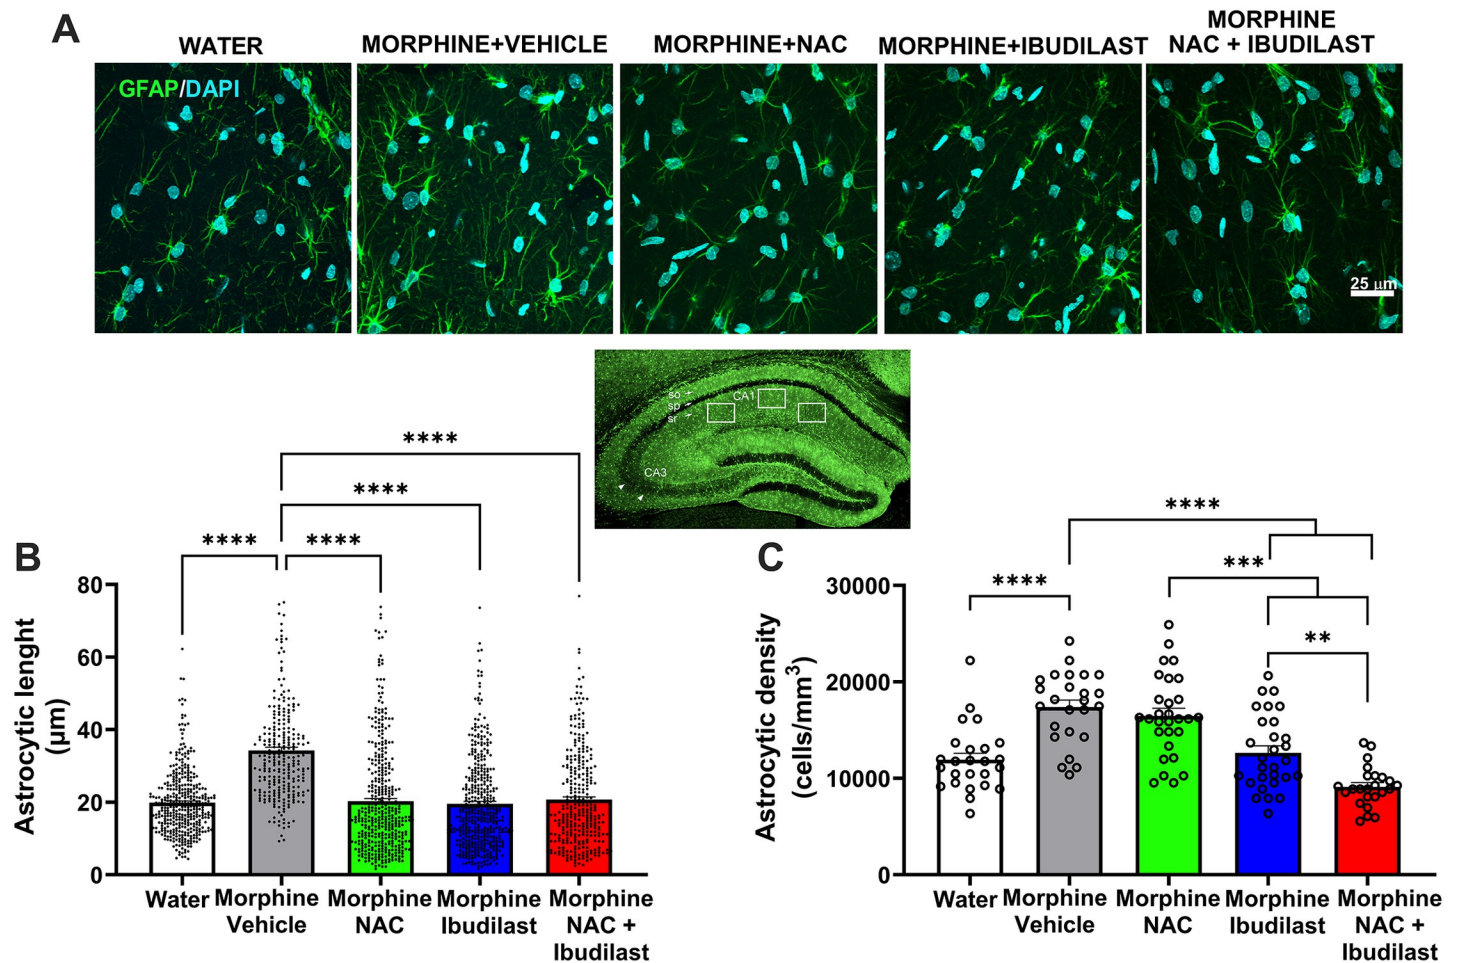 A
WATER
MORPHINE+VEHICLE
MORPHINE+NAC
MORPHINE+IBUDILAST
MORPHINE
NAC + IBUDILAST
GFAP/DAPI
25 µm
so
sp
sr
CA1
CA3
B
****
****
****
****
Astrocytic lenght
(µm)
80
60
40
20
0
Water
Morphine
Vehicle
Morphine
NAC
Morphine
Ibudilast
Morphine
NAC +
Ibudilast
C
****
****
***
**
Astrocytic density
(cells/mm³)
30000
20000
10000
0
Water
Morphine
Vehicle
Morphine
NAC
Morphine
Ibudilast
Morphine
NAC +
Ibudilast